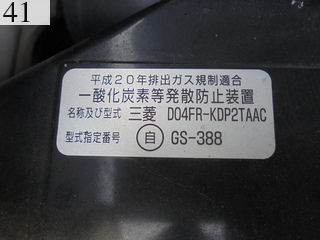 41
平成20年排出ガス規制適合
一酸化炭素等発散防止装置
名称及び型式 三菱 D04FR-KDP2TAAC
型式指定番号 自 GS-388